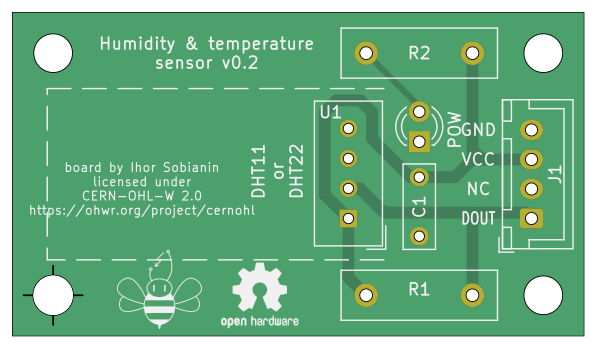 Humidity & temperature
sensor v0.2
R2
U1
POW
GND
VCC
NC
DOUT
J1
DHT11
or
DHT22
C1
board by Ihor Sobianin
licensed under
CERN-OHL-W 2.0
https://ohwr.org/project/cernohl
R1
open hardware